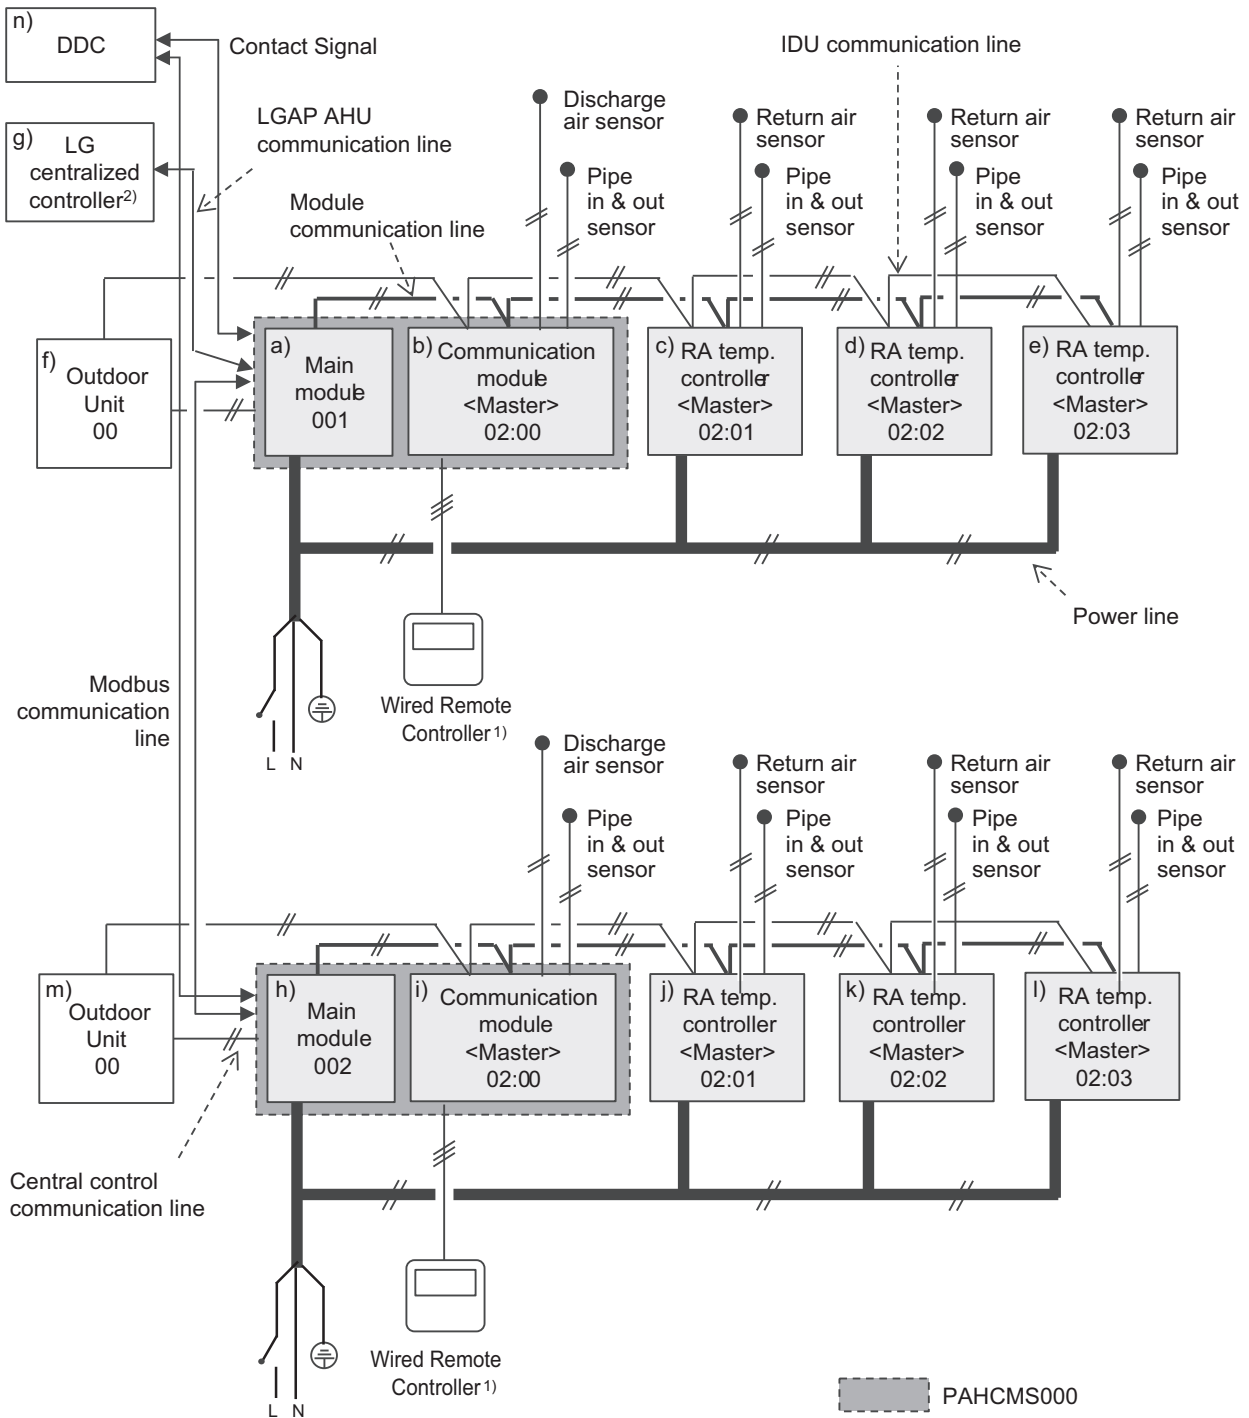 n)
DDC
Contact Signal
IDU communication line
g)
LG
centralized
controller2)
LGAP AHU
communication line
Module
communication line
Discharge
air sensor
Pipe
in & out
sensor
Return air
sensor
Pipe
in & out
sensor
Return air
sensor
Pipe
in & out
sensor
Return air
sensor
Pipe
in & out
sensor
f)
Outdoor
Unit
00
a)
Main
module
001
b)
Communication
module
<Master>
02:00
c)
RA temp.
controller
<Master>
02:01
d)
RA temp.
controller
<Master>
02:02
e)
RA temp.
controller
<Master>
02:03
Power line
Modbus
communication
line
L N
Wired Remote
Controller1)
Discharge
air sensor
Pipe
in & out
sensor
Return air
sensor
Pipe
in & out
sensor
Return air
sensor
Pipe
in & out
sensor
Return air
sensor
Pipe
in & out
sensor
m)
Outdoor
Unit
00
h)
Main
module
002
i)
Communication
module
<Master>
02:00
j)
RA temp.
controller
<Master>
02:01
k)
RA temp.
controller
<Master>
02:02
l)
RA temp.
controller
<Master>
02:03
Central control
communication line
L N
Wired Remote
Controller1)
PAHCMS000